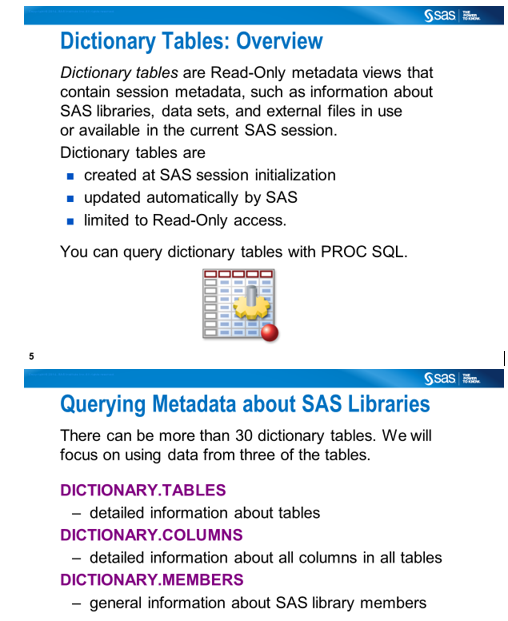 sas THE POWER TO KNOW.
Dictionary Tables: Overview
Dictionary tables are Read-Only metadata views that
contain session metadata, such as information about
SAS libraries, data sets, and external files in use
or available in the current SAS session.
Dictionary tables are
■ created at SAS session initialization
■ updated automatically by SAS
■ limited to Read-Only access.
You can query dictionary tables with PROC SQL.
5
sas THE POWER TO KNOW.
Querying Metadata about SAS Libraries
There can be more than 30 dictionary tables. We will
focus on using data from three of the tables.
DICTIONARY.TABLES
– detailed information about tables
DICTIONARY.COLUMNS
– detailed information about all columns in all tables
DICTIONARY.MEMBERS
– general information about SAS library members